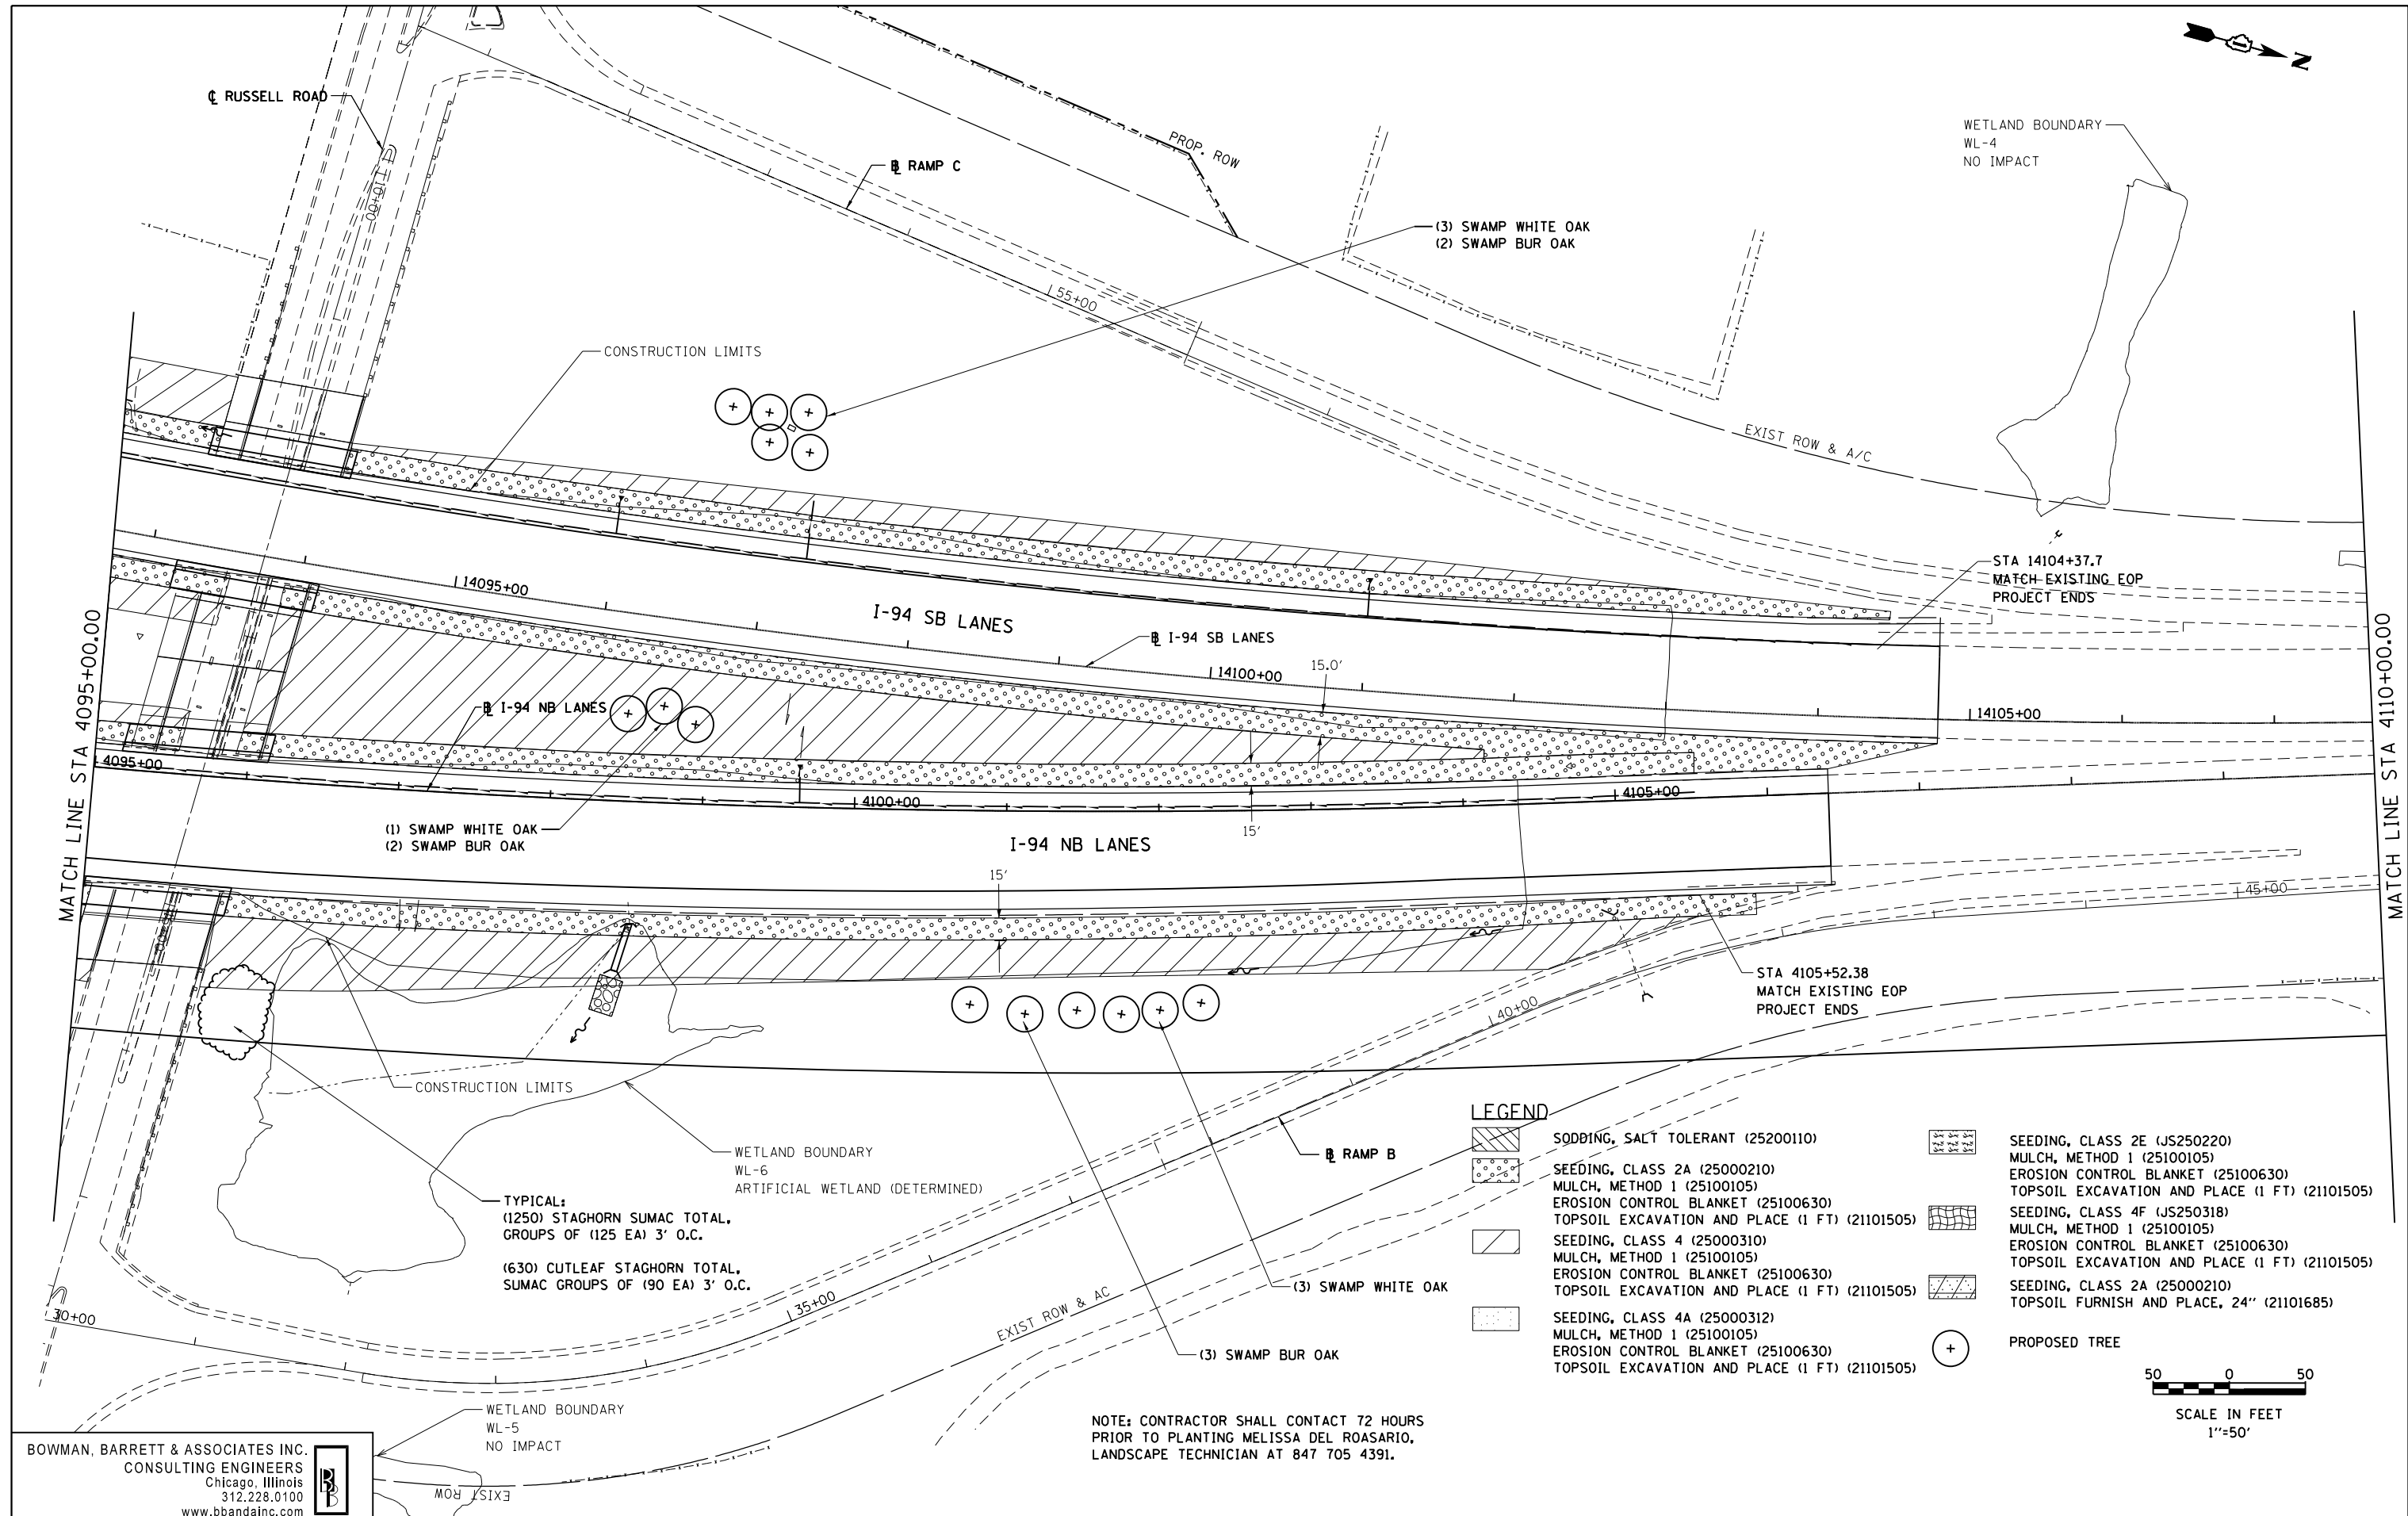 N
℄ RUSSELL ROAD
110+00
WETLAND BOUNDARY
WL-4
NO IMPACT
PROP. ROW
BL RAMP C
(3) SWAMP WHITE OAK
(2) SWAMP BUR OAK
55+00
CONSTRUCTION LIMITS
EXIST ROW & A/C
STA 14104+37.7
MATCH EXISTING EOP
PROJECT ENDS
14095+00
I-94 SB LANES
BL I-94 SB LANES
15.0'
14100+00
14105+00
MATCH LINE STA 4095+00.00
MATCH LINE STA 4110+00.00
BL I-94 NB LANES
4095+00
4100+00
4105+00
15'
(1) SWAMP WHITE OAK
(2) SWAMP BUR OAK
I-94 NB LANES
15'
45+00
STA 4105+52.38
MATCH EXISTING EOP
PROJECT ENDS
40+00
CONSTRUCTION LIMITS
WETLAND BOUNDARY
WL-6
ARTIFICIAL WETLAND (DETERMINED)
BL RAMP B
TYPICAL:
(1250) STAGHORN SUMAC TOTAL,
GROUPS OF (125 EA) 3' O.C.
(630) CUTLEAF STAGHORN TOTAL,
SUMAC GROUPS OF (90 EA) 3' O.C.
(3) SWAMP WHITE OAK
(3) SWAMP BUR OAK
30+00
35+00
EXIST ROW & AC
LEGEND
SODDING, SALT TOLERANT (25200110)
SEEDING, CLASS 2A (25000210)
MULCH, METHOD 1 (25100105)
EROSION CONTROL BLANKET (25100630)
TOPSOIL EXCAVATION AND PLACE (1 FT) (21101505)
SEEDING, CLASS 4 (25000310)
MULCH, METHOD 1 (25100105)
EROSION CONTROL BLANKET (25100630)
TOPSOIL EXCAVATION AND PLACE (1 FT) (21101505)
SEEDING, CLASS 4A (25000312)
MULCH, METHOD 1 (25100105)
EROSION CONTROL BLANKET (25100630)
TOPSOIL EXCAVATION AND PLACE (1 FT) (21101505)
SEEDING, CLASS 2E (JS250220)
MULCH, METHOD 1 (25100105)
EROSION CONTROL BLANKET (25100630)
TOPSOIL EXCAVATION AND PLACE (1 FT) (21101505)
SEEDING, CLASS 4F (JS250318)
MULCH, METHOD 1 (25100105)
EROSION CONTROL BLANKET (25100630)
TOPSOIL EXCAVATION AND PLACE (1 FT) (21101505)
SEEDING, CLASS 2A (25000210)
TOPSOIL FURNISH AND PLACE, 24" (21101685)
PROPOSED TREE
50 0 50
SCALE IN FEET
1"=50'
NOTE: CONTRACTOR SHALL CONTACT 72 HOURS
PRIOR TO PLANTING MELISSA DEL ROASARIO,
LANDSCAPE TECHNICIAN AT 847 705 4391.
WETLAND BOUNDARY
WL-5
NO IMPACT
EXIST ROW
BOWMAN, BARRETT & ASSOCIATES INC.
CONSULTING ENGINEERS
Chicago, Illinois
312.228.0100
www.bbandainc.com